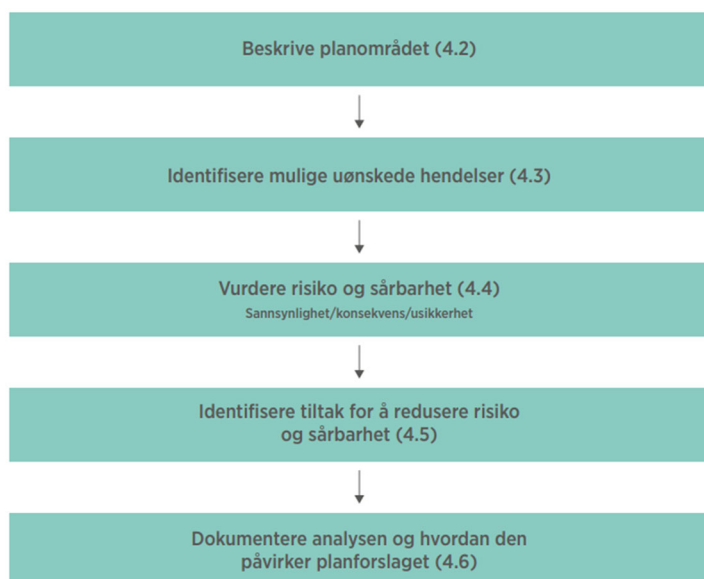 Beskrive planområdet (4.2)
Identifisere mulige uønskede hendelser (4.3)
Vurdere risiko og sårbarhet (4.4)
Sannsynlighet/konsekvens/usikkerhet
Identifisere tiltak for å redusere risiko
og sårbarhet (4.5)
Dokumentere analysen og hvordan den
påvirker planforslaget (4.6)